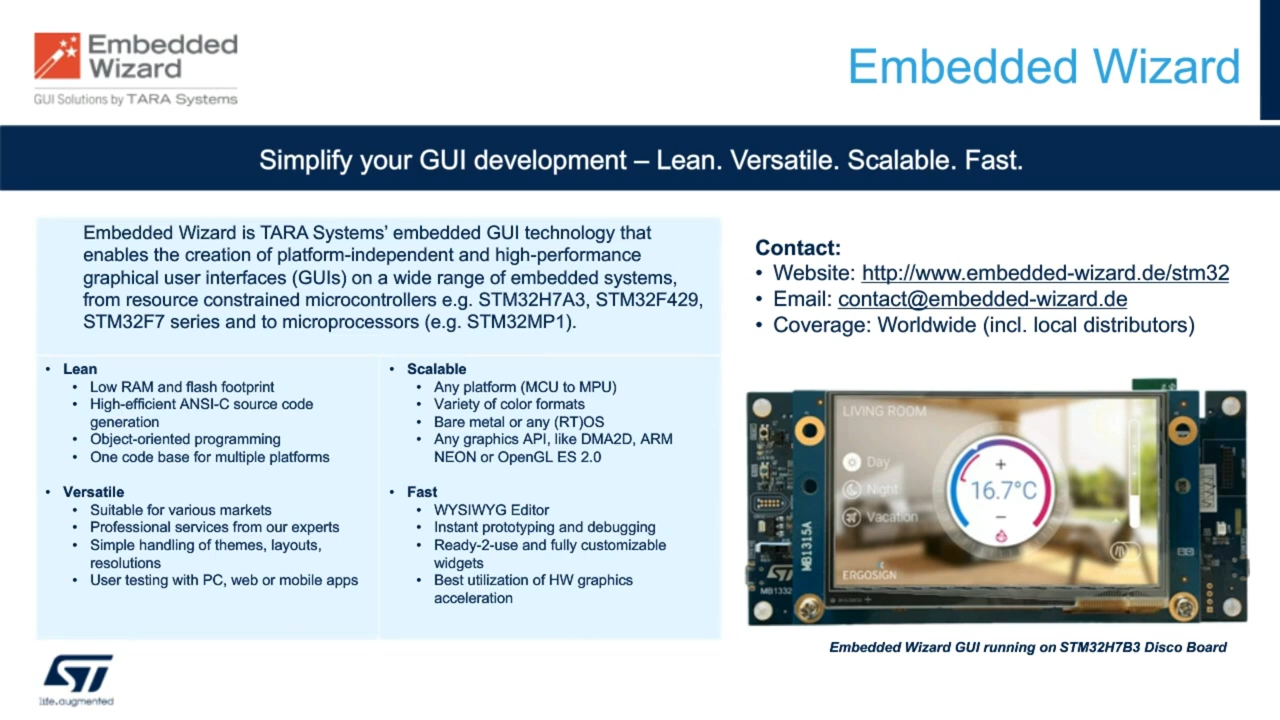 Embedded
Wizard
GUI Solutions by TARA Systems
Embedded Wizard
Simplify your GUI development – Lean. Versatile. Scalable. Fast.
Embedded Wizard is TARA Systems’ embedded GUI technology that
enables the creation of platform-independent and high-performance
graphical user interfaces (GUIs) on a wide range of embedded systems,
from resource constrained microcontrollers e.g. STM32H7A3, STM32F429,
STM32F7 series and to microprocessors (e.g. STM32MP1).
• Lean
• Low RAM and flash footprint
• High-efficient ANSI-C source code
generation
• Object-oriented programming
• One code base for multiple platforms
• Versatile
• Suitable for various markets
• Professional services from our experts
• Simple handling of themes, layouts,
resolutions
• User testing with PC, web or mobile apps
• Scalable
• Any platform (MCU to MPU)
• Variety of color formats
• Bare metal or any (RT)OS
• Any graphics API, like DMA2D, ARM
NEON or OpenGL ES 2.0
• Fast
• WYSIWYG Editor
• Instant prototyping and debugging
• Ready-2-use and fully customizable
widgets
• Best utilization of HW graphics
acceleration
Contact:
• Website: http://www.embedded-wizard.de/stm32
• Email: contact@embedded-wizard.de
• Coverage: Worldwide (incl. local distributors)
LIVING ROOM
Day
Night
Vacation
+
16.7°C
−
ERGOSIGN
MB1315A
MB1332
Embedded Wizard GUI running on STM32H7B3 Disco Board
ST
life.augmented